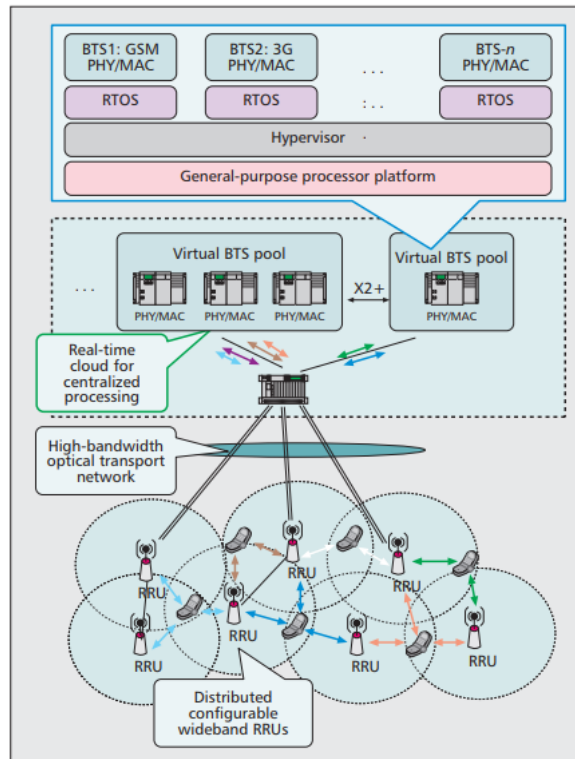 BTS1: GSM
PHY/MAC
BTS2: 3G
PHY/MAC
. . .
BTS-n
PHY/MAC
RTOS
RTOS
: . .
RTOS
Hypervisor
General-purpose processor platform
Virtual BTS pool
Virtual BTS pool
. . .
X2+
PHY/MAC
PHY/MAC
PHY/MAC
PHY/MAC
Real-time
cloud for
centralized
processing
High-bandwidth
optical transport
network
RRU
RRU
RRU
RRU
RRU
RRU
RRU
Distributed
configurable
wideband RRUs